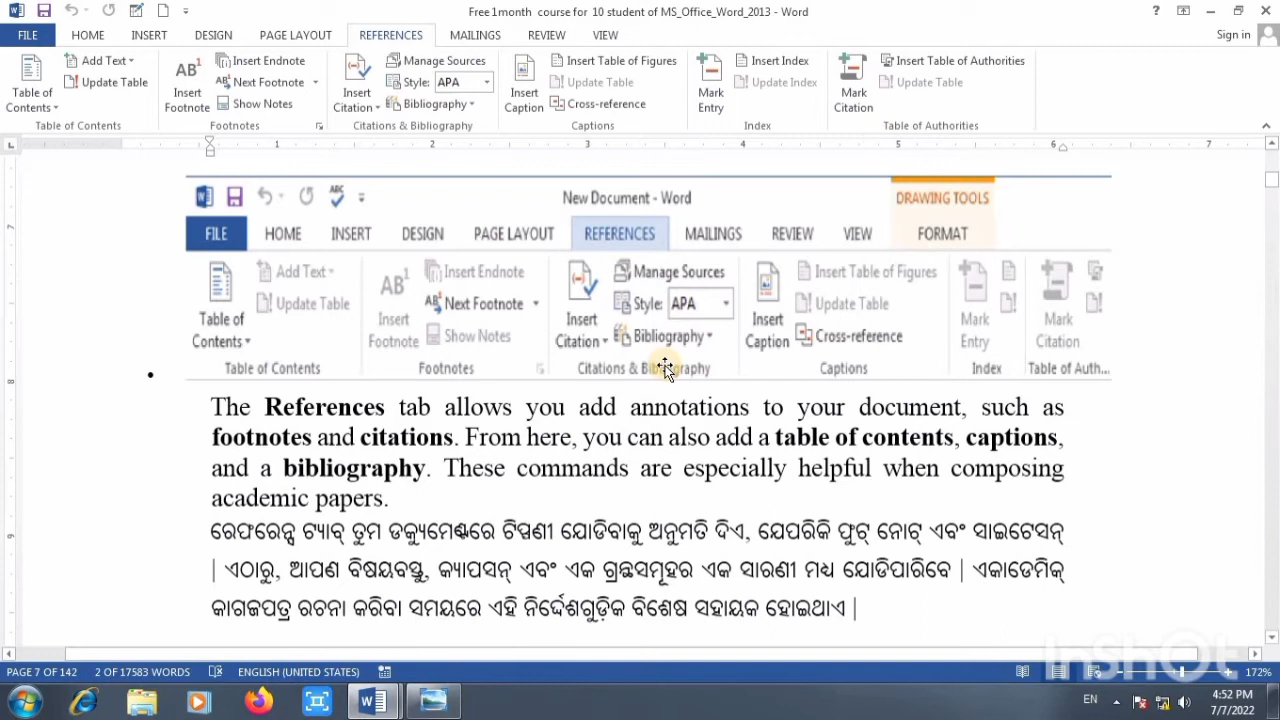 Free 1month course for 10 student of MS_Office_Word_2013 - Word
FILE HOME INSERT DESIGN PAGE LAYOUT REFERENCES MAILINGS REVIEW VIEW Sign in
Add Text Insert Endnote Manage Sources Insert Table of Figures Insert Index Insert Table of Authorities
Update Table AB¹ Next Footnote Style: APA Update Table Update Index Update Table
Table of Contents Insert Footnote Show Notes Insert Citation Bibliography Insert Caption Cross-reference Mark Entry Mark Citation
Table of Contents Footnotes Citations & Bibliography Captions Index Table of Authorities
1 2 3 4 5 6 7
New Document - Word DRAWING TOOLS
FILE HOME INSERT DESIGN PAGE LAYOUT REFERENCES MAILINGS REVIEW VIEW FORMAT
Add Text Insert Endnote Manage Sources Insert Table of Figures
Update Table AB¹ Next Footnote Style: APA Update Table
Table of Contents Insert Footnote Show Notes Insert Citation Bibliography Insert Caption Cross-reference Mark Entry Mark Citation
Table of Contents Footnotes Citations & Bibliography Captions Index Table of Auth...
The References tab allows you add annotations to your document, such as
footnotes and citations. From here, you can also add a table of contents, captions,
and a bibliography. These commands are especially helpful when composing
academic papers.
ରେଫରେନ୍ସ ଟ୍ୟାବ୍ ତୁମ ଡକ୍ୟୁମେଣ୍ଟରେ ଟିପ୍ପଣୀ ଯୋଡିବାକୁ ଅନୁମତି ଦିଏ, ଯେପରିକି ଫୁଟ୍ ନୋଟ୍ ଏବଂ ସାଇଟେସନ୍
| ଏଠାରୁ, ଆପଣ ବିଷୟବସ୍ତୁ, କ୍ୟାପସନ୍ ଏବଂ ଏକ ଗ୍ରନ୍ଥସମୂହର ଏକ ସାରଣୀ ମଧ୍ୟ ଯୋଡିପାରିବେ | ଏକାଡେମିକ୍
କାଗଜପତ୍ର ରଚନା କରିବା ସମୟରେ ଏହି ନିର୍ଦ୍ଦେଶଗୁଡ଼ିକ ବିଶେଷ ସହାୟକ ହୋଇଥାଏ |
InShOt
PAGE 7 OF 142 2 OF 17583 WORDS ENGLISH (UNITED STATES) 172%
EN 4:52 PM
7/7/2022